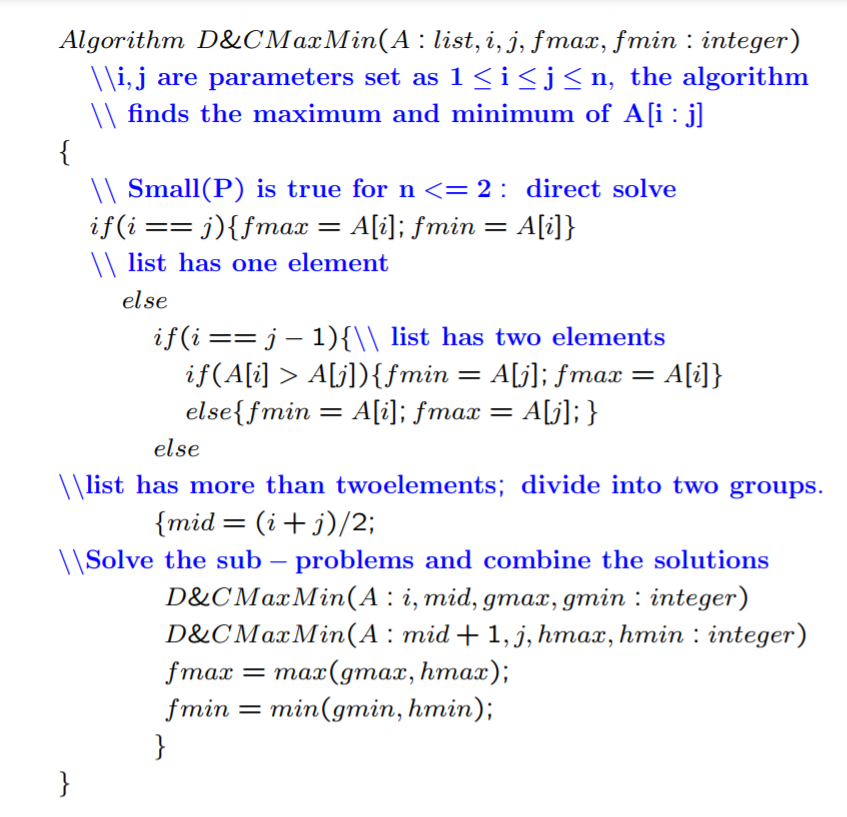 Algorithm D&CMaxMin(A : list, i, j, fmax, fmin : integer)
\\i, j are parameters set as 1 ≤ i ≤ j ≤ n, the algorithm
\\ finds the maximum and minimum of A[i : j]
{
\\ Small(P) is true for n <= 2 : direct solve
if(i == j){fmax = A[i]; fmin = A[i]}
\\ list has one element
else
if(i == j − 1){\\ list has two elements
if(A[i] > A[j]){fmin = A[j]; fmax = A[i]}
else{fmin = A[i]; fmax = A[j]; }
else
\\list has more than twoelements; divide into two groups.
{mid = (i + j)/2;
\\Solve the sub − problems and combine the solutions
D&CMaxMin(A : i, mid, gmax, gmin : integer)
D&CMaxMin(A : mid + 1, j, hmax, hmin : integer)
fmax = max(gmax, hmax);
fmin = min(gmin, hmin);
}
}